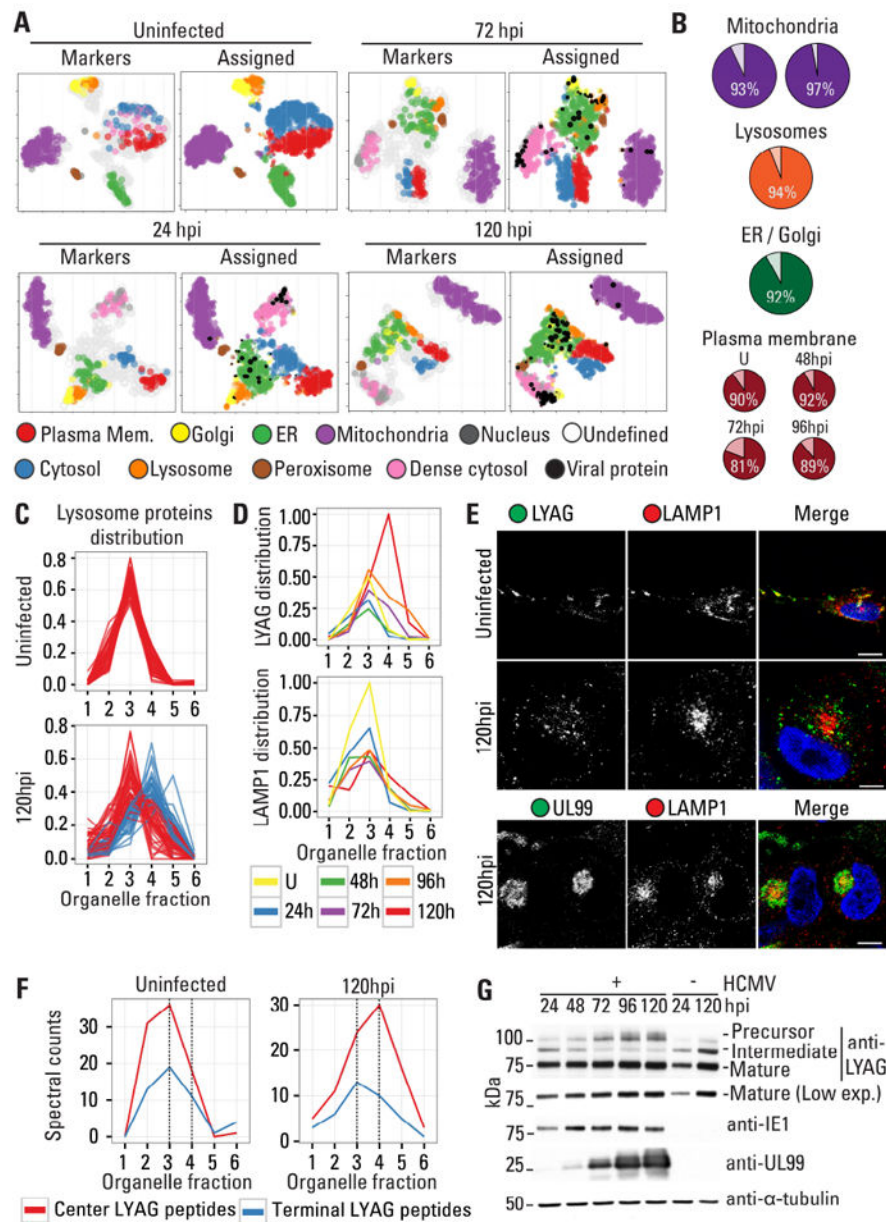 A
Uninfected
72 hpi
Markers
Assigned
Markers
Assigned
24 hpi
120 hpi
Markers
Assigned
Markers
Assigned
Plasma Mem. Golgi ER Mitochondria Nucleus Undefined
Cytosol Lysosome Peroxisome Dense cytosol Viral protein
B
Mitochondria
93% 97%
Lysosomes
94%
ER / Golgi
92%
Plasma membrane
U 48hpi
90% 92%
72hpi 96hpi
81% 89%
C
Lysosome proteins
distribution
Uninfected
0.8
0.6
0.4
0.2
0.0
1 2 3 4 5 6
120hpi
0.8
0.6
0.4
0.2
0.0
1 2 3 4 5 6
Organelle fraction
D
LYAG distribution
1.00
0.75
0.50
0.25
0.00
1 2 3 4 5 6
LAMP1 distribution
1.00
0.75
0.50
0.25
0.00
1 2 3 4 5 6
Organelle fraction
U 48h 96h
24h 72h 120h
E
LYAG LAMP1 Merge
Uninfected
120hpi
UL99 LAMP1 Merge
120hpi
F
Uninfected 120hpi
Spectral counts
30
20
10
0
1 2 3 4 5 6
30
20
10
0
1 2 3 4 5 6
Organelle fraction Organelle fraction
Center LYAG peptides Terminal LYAG peptides
G
+ - HCMV
24 48 72 96 120 24 120 hpi
kDa
100
75
75
75
25
50
-Precursor
-Intermediate
-Mature
anti-
LYAG
-Mature (Low exp.)
anti-IE1
anti-UL99
anti-α-tubulin